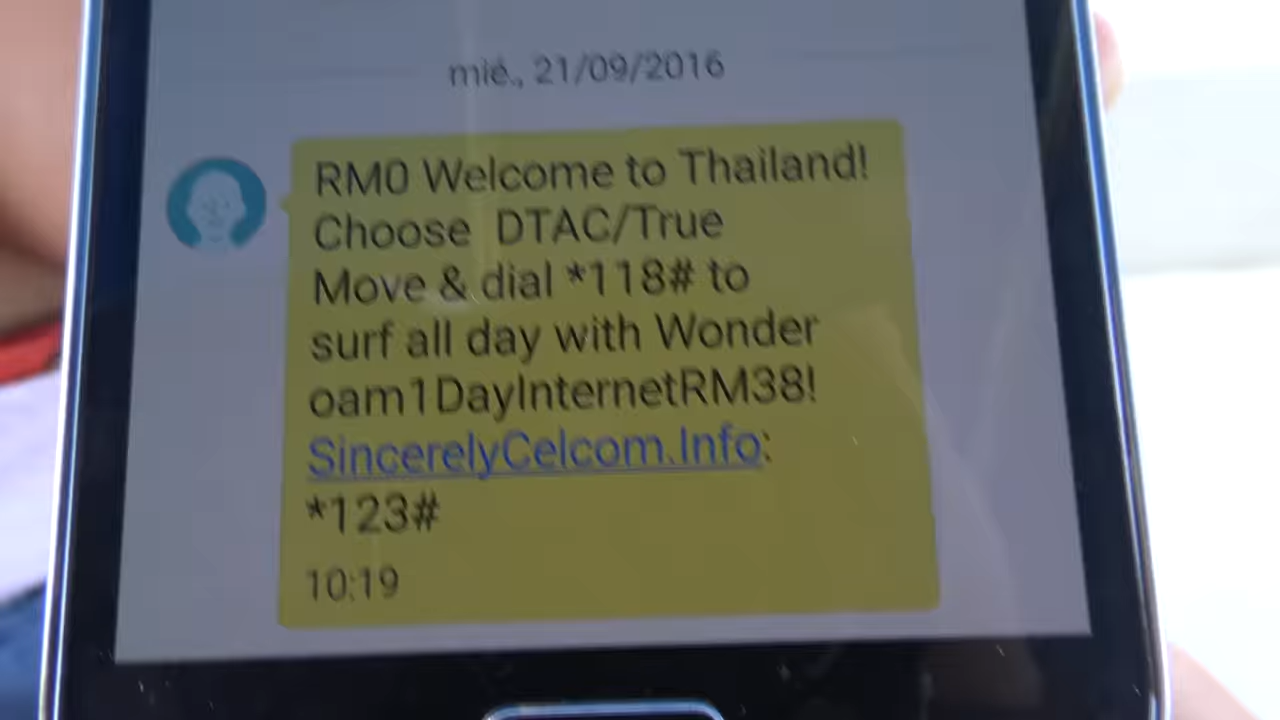 mié., 21/09/2016
RM0 Welcome to Thailand!
Choose  DTAC/True
Move & dial *118# to
surf all day with Wonder
oam1DayInternetRM38!
SincerelyCelcom.Info:
*123#
10:19